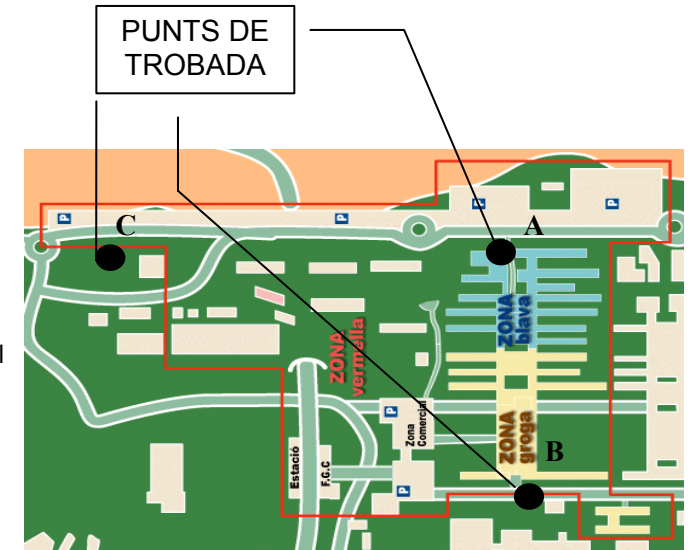 PUNTS DE
TROBADA
P
P
P
P
C
A
l
ZONA
blava
ZONA
vermella
P
Zona
Comercial
ZONA
groga
B
Estació
F.G.C
P